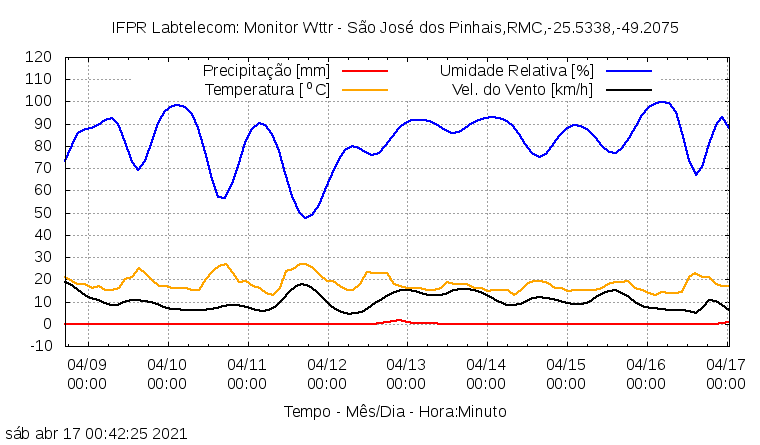 IFPR Labtelecom: Monitor Wttr - São José dos Pinhais,RMC,-25.5338,-49.2075
120
110
100
90
80
70
60
50
40
30
20
10
0
-10
Precipitação [mm]
Temperatura [ ⁰C]
Umidade Relativa [%]
Vel. do Vento [km/h]
04/09 04/10 04/11 04/12 04/13 04/14 04/15 04/16 04/17
00:00 00:00 00:00 00:00 00:00 00:00 00:00 00:00 00:00
Tempo - Mês/Dia - Hora:Minuto
sáb abr 17 00:42:25 2021